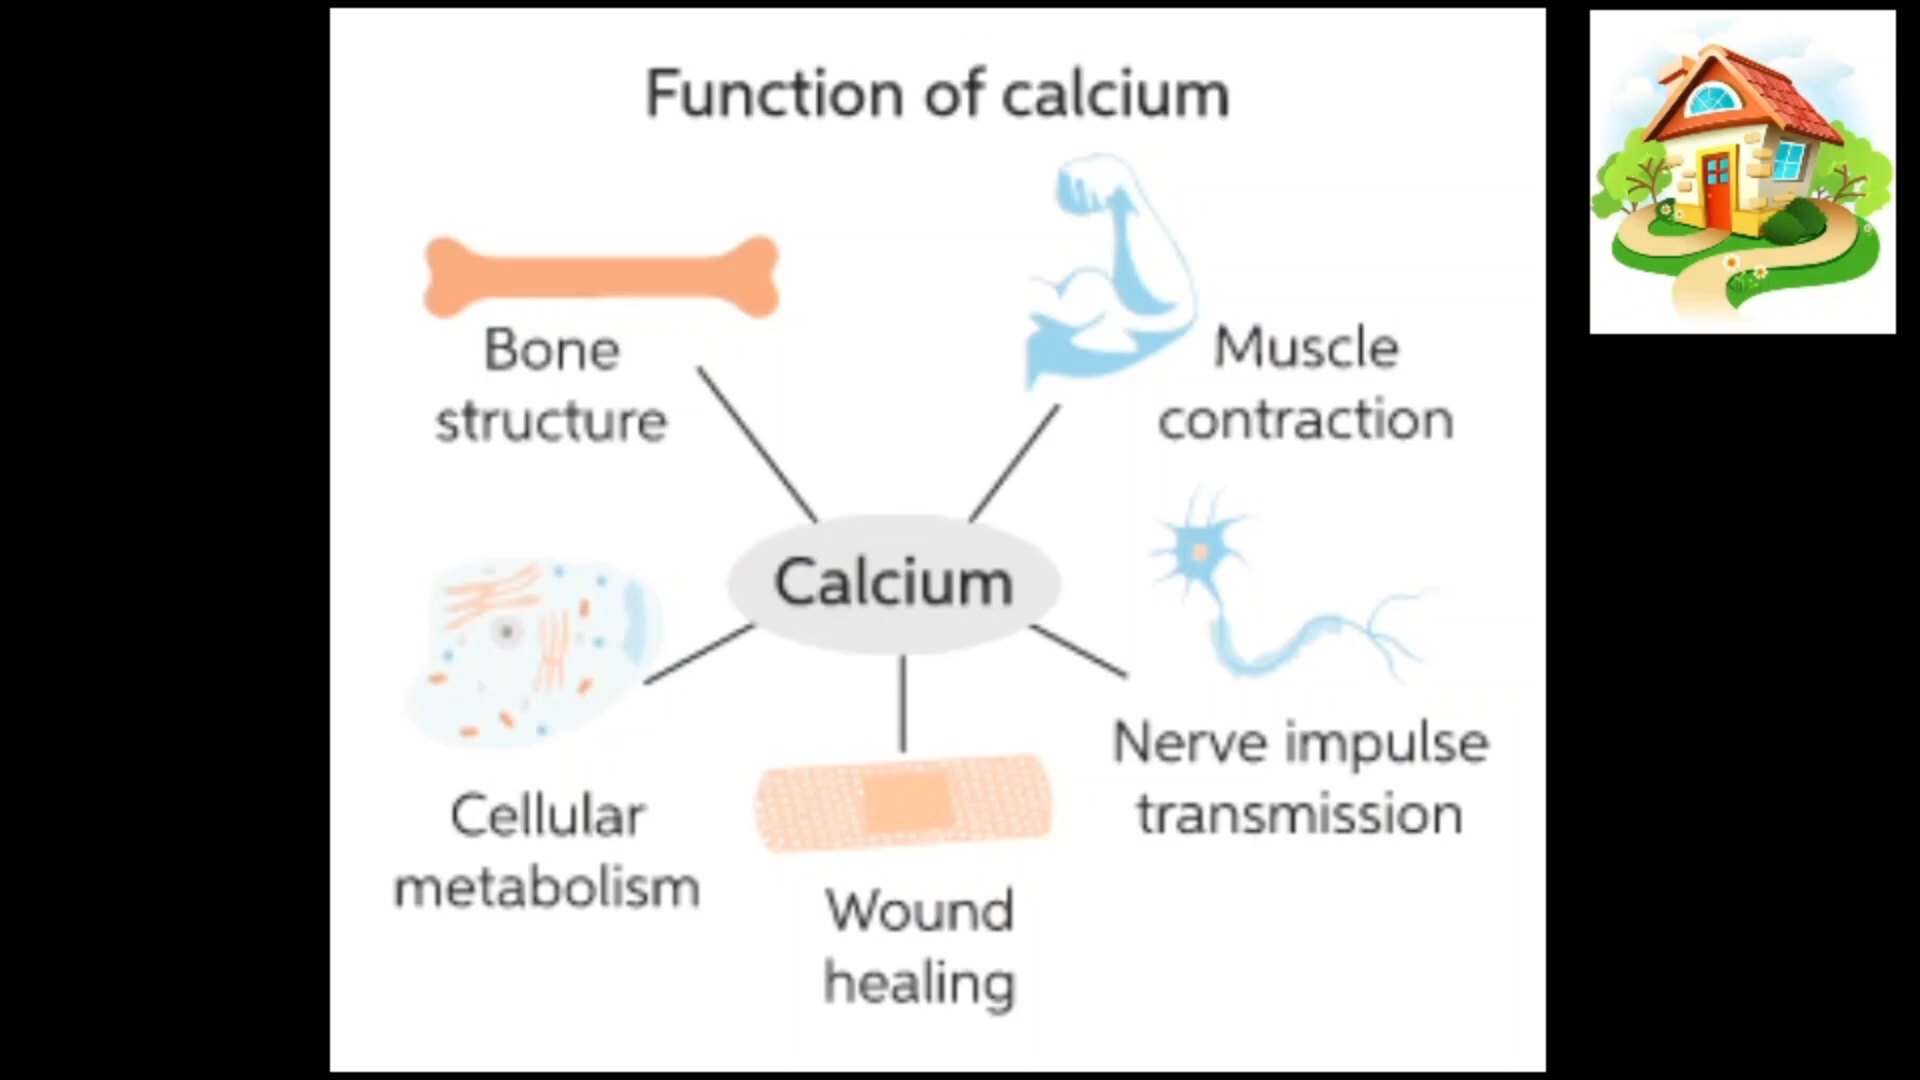 Function of calcium
Bone
structure
Muscle
contraction
Calcium
Cellular
metabolism
Wound
healing
Nerve impulse
transmission